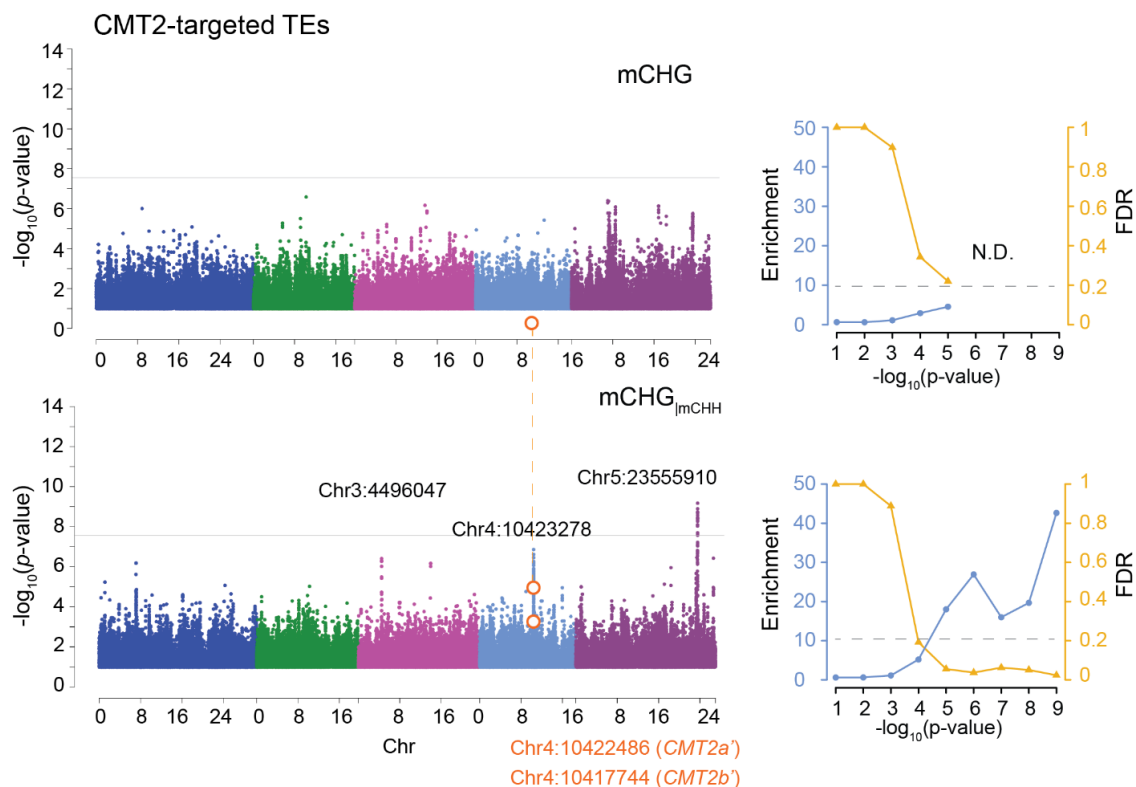 CMT2-targeted TEs
mCHG
-log10(p-value)
14
12
10
8
6
4
2
0
0 8 16 24 0 8 16 0 8 16 0 8 16 24
Enrichment
50
40
30
20
10
0
N.D.
FDR
1
0.8
0.6
0.4
0.2
0
1 2 3 4 5 6 7 8 9
-log10(p-value)
mCHG|mCHH
-log10(p-value)
14
12
10
8
6
4
2
0
Chr3:4496047
Chr5:23555910
Chr4:10423278
0 8 16 24 0 8 16 0 8 16 0 8 16 8 16 24
Chr
Chr4:10422486 (CMT2a’)
Chr4:10417744 (CMT2b’)
Enrichment
50
40
30
20
10
0
FDR
1
0.8
0.6
0.4
0.2
0
1 2 3 4 5 6 7 8 9
-log10(p-value)